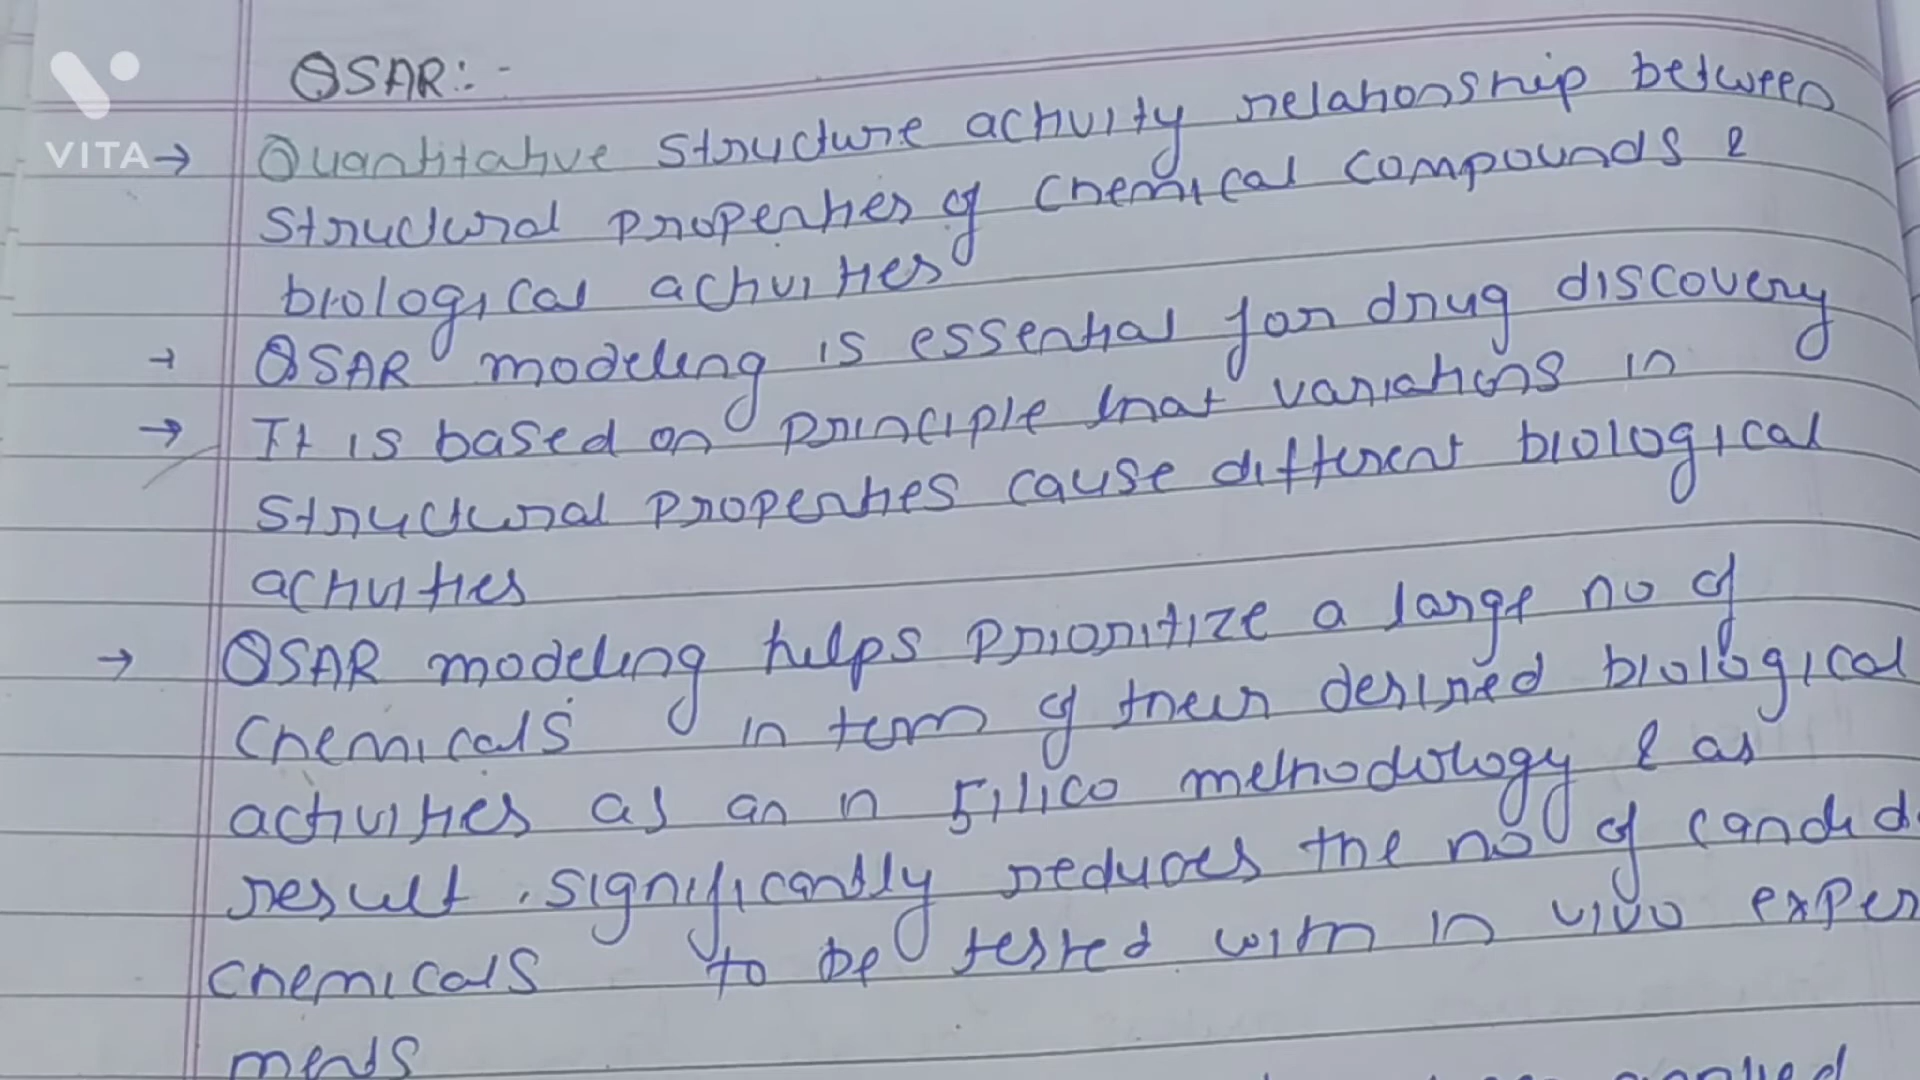 QSAR:-
VITA → Quantitative structure activity relationship between
structural properties of chemical compounds &
biological activities
→ QSAR modeling is essential for drug discovery
→ It is based on principle that variations in
structural properties cause different biological
activities
→ QSAR modeling helps prioritize a large no of
chemicals in term of their desired biological
activities as an n silico methodology & as
result, significantly reduces the no of candid
chemicals to be tested with in vivo exper
ments